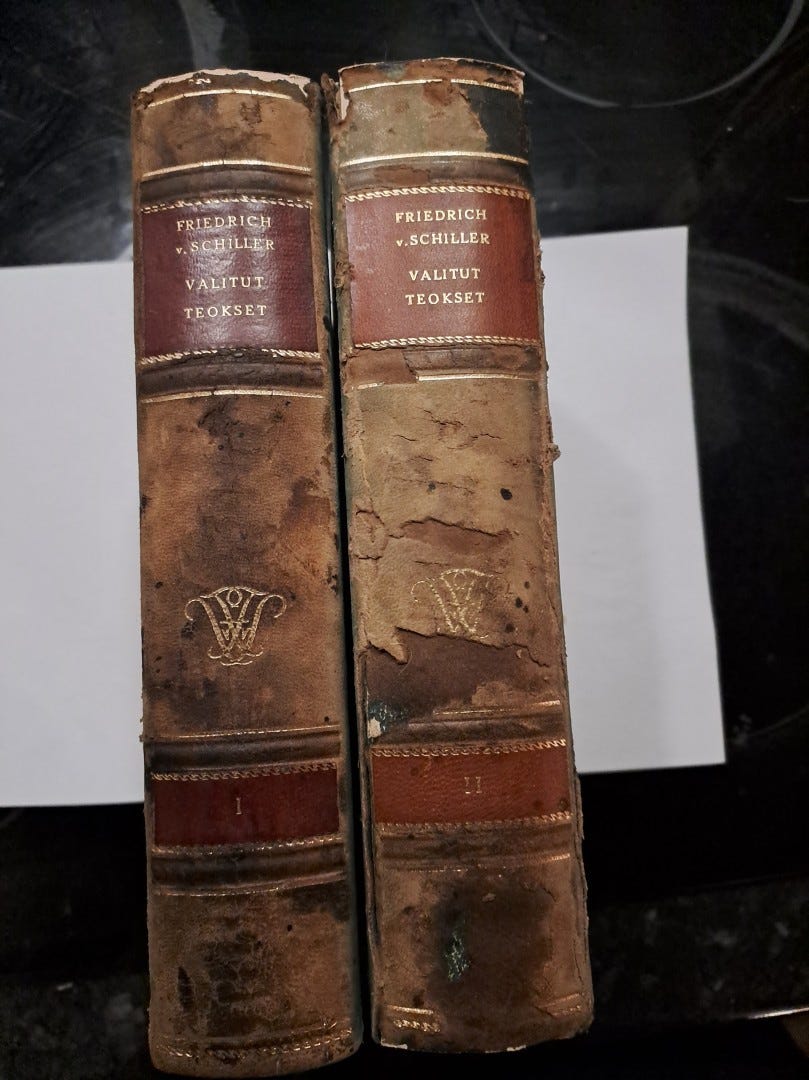 FRIEDRICH
v. SCHILLER
VALITUT
TEOKSET
I
FRIEDRICH
v. SCHILLER
VALITUT
TEOKSET
II